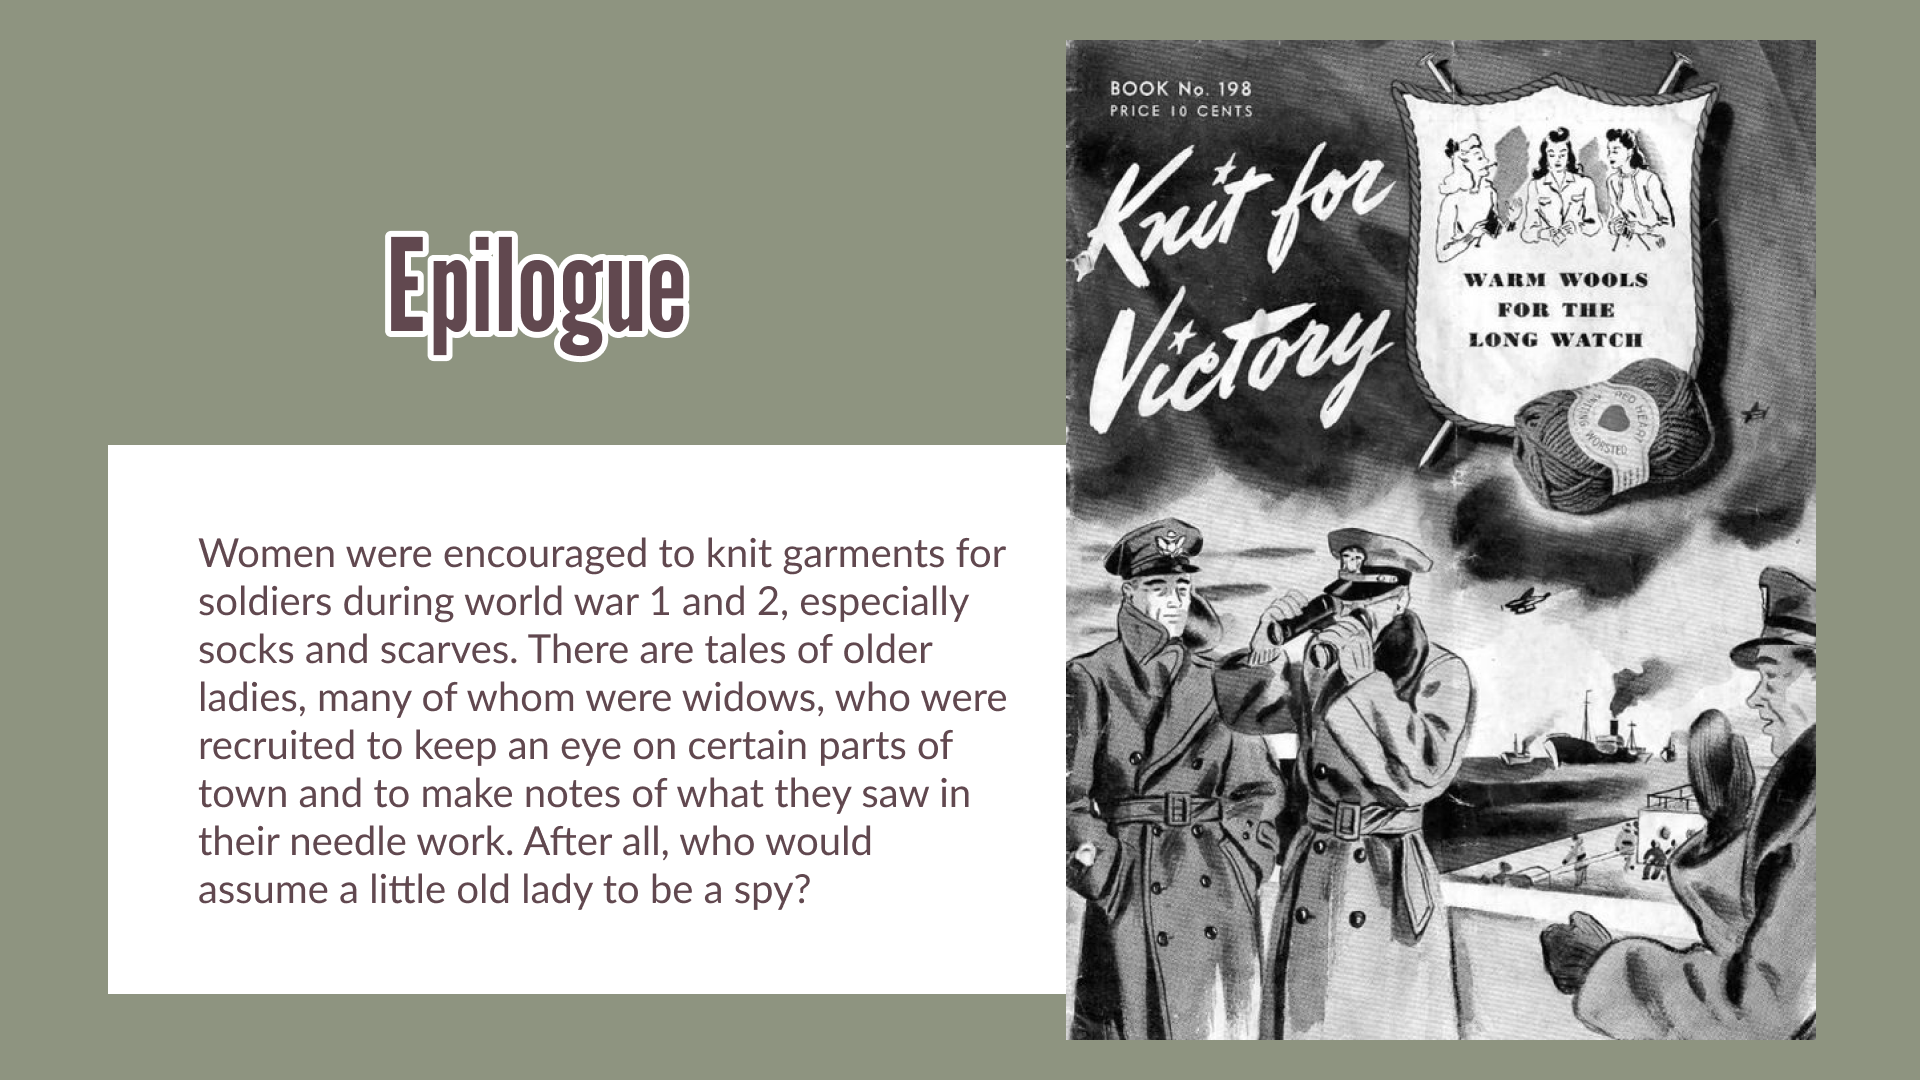 Epilogue
Women were encouraged to knit garments for
soldiers during world war 1 and 2, especially
socks and scarves. There are tales of older
ladies, many of whom were widows, who were
recruited to keep an eye on certain parts of
town and to make notes of what they saw in
their needle work. After all, who would
assume a little old lady to be a spy?
BOOK No. 198
PRICE 10 CENTS
Knit for
Victory
WARM WOOLS
FOR THE
LONG WATCH
RED HEART
KNITTING
WORSTED